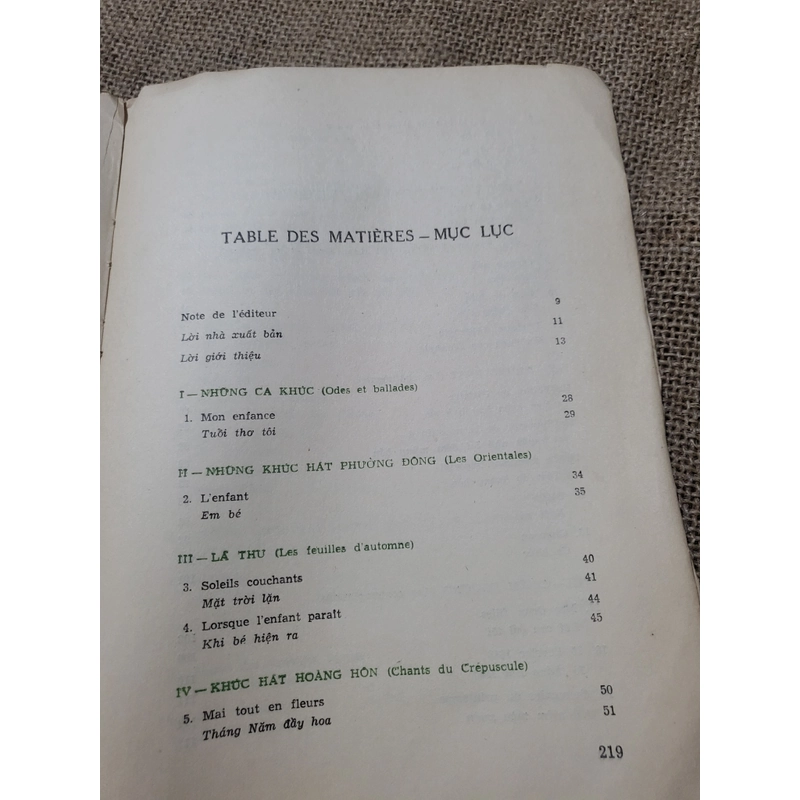 TABLE DES MATIÈRES — MỤC LỤC
Note de l'éditeur 9
Lời nhà xuất bản 11
Lời giới thiệu 13
I — NHỮNG CA KHÚC (Odes et ballades)
1. Mon enfance 28
Tuổi thơ tôi 29
II — NHỮNG KHÚC HÁT PHƯƠNG ĐÔNG (Les Orientales)
2. L'enfant 34
Em bé 35
III — LÁ THU (Les feuilles d'automne)
3. Soleils couchants 40
Mặt trời lặn 41
4. Lorsque l'enfant paraît 44
Khi bé hiện ra 45
IV — KHÚC HÁT HOÀNG HÔN (Chants du Crépuscule)
5. Mai tout en fleurs 50
Tháng Năm đầy hoa 51
219